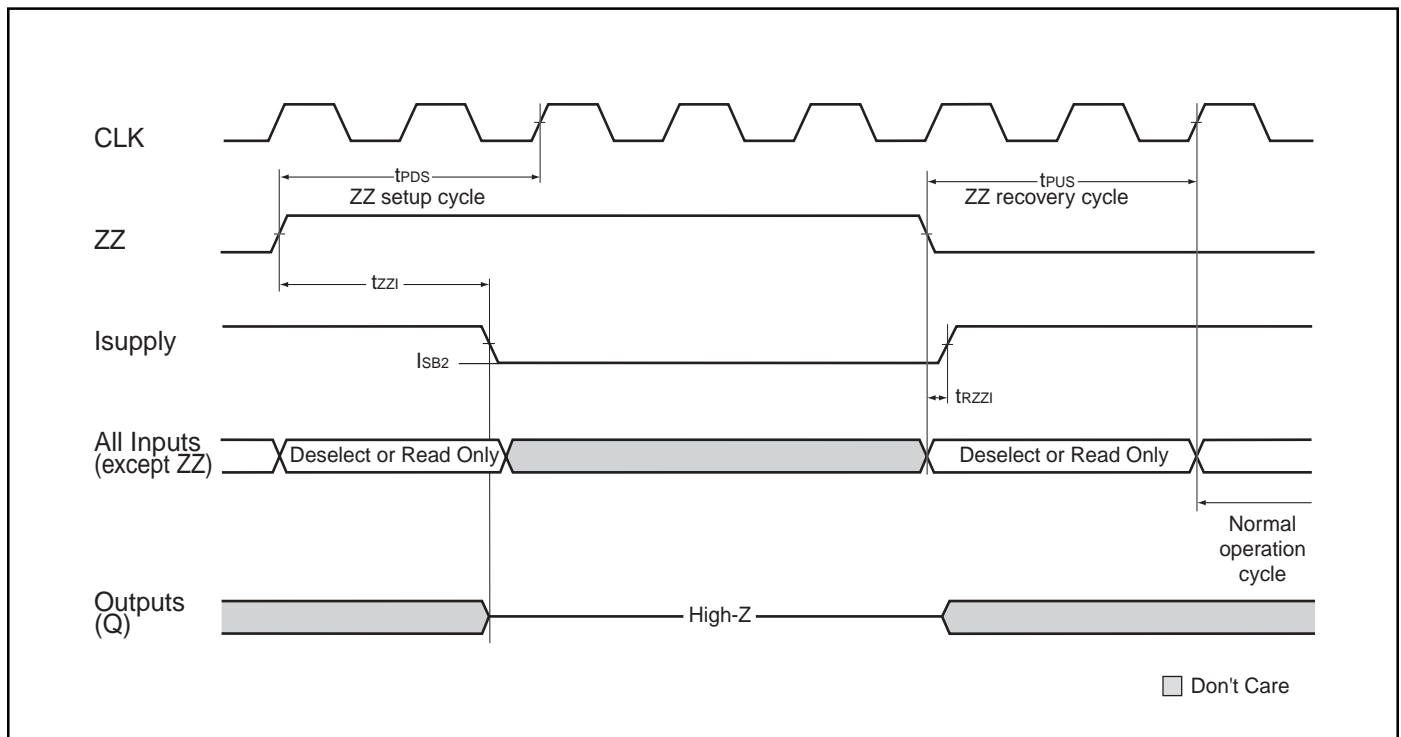 CLK
tPDS
ZZ setup cycle
tPUS
ZZ recovery cycle
ZZ
tZZI
Isupply
ISB2
tRZZI
All Inputs
(except ZZ)
Deselect or Read Only
Deselect or Read Only
Normal
operation
cycle
Outputs
(Q)
High-Z
Don't Care